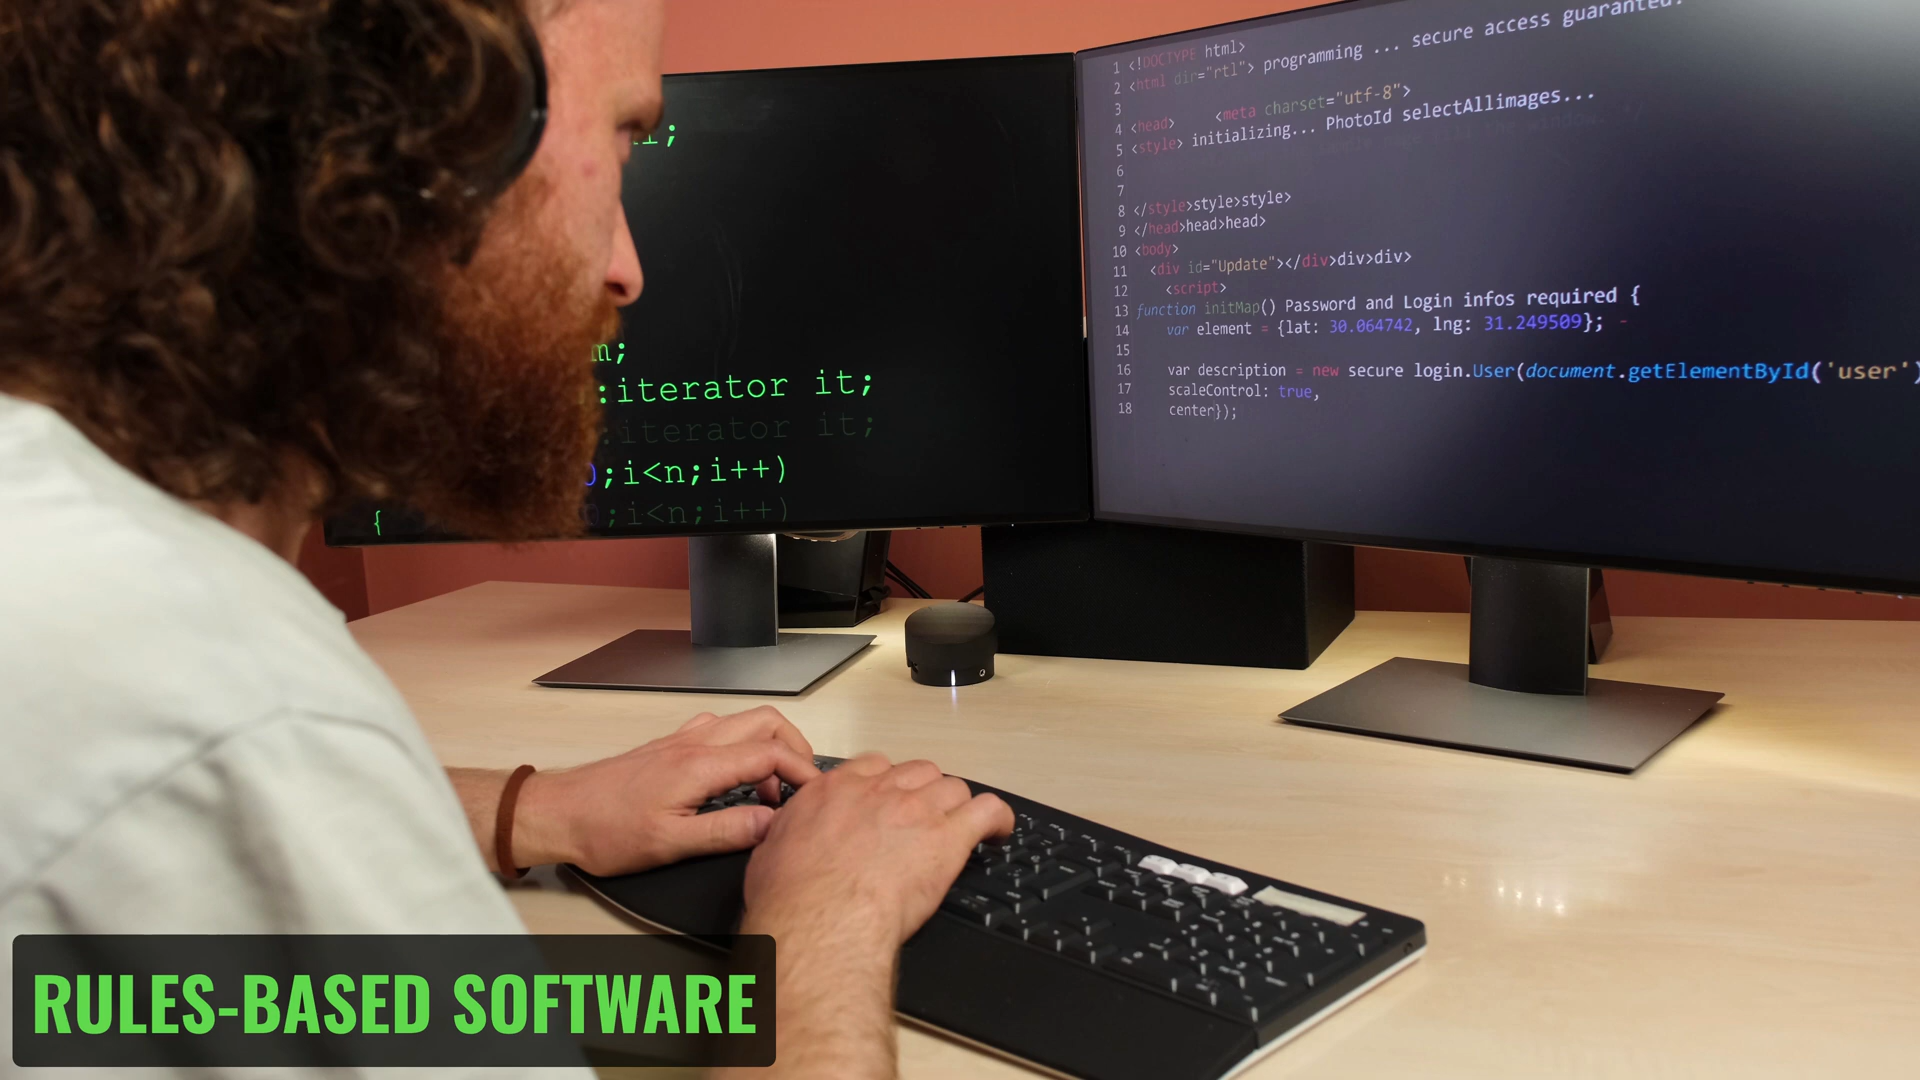 ;
m;
:iterator it;
:iterator it;
;i<n;i++)
;i<n;i++)
{
secure access guaranteed!
1 <!DOCTYPE html>
2 <html dir="rtl"> programming ...
3 <meta charset="utf-8">
4 <head>
5 <style> initializing... PhotoId selectAllimages...
6
7
8 </style>style>style>
9 </head>head>head>
10 <body>
11 <div id="Update"></div>div>div>
12 <script>
13 function initMap() Password and Login infos required {
14 var element = {lat: 30.064742, lng: 31.249509};
15
16 var description = new secure login.User(document.getElementById('user')
17 scaleControl: true,
18 center});
RULES-BASED SOFTWARE